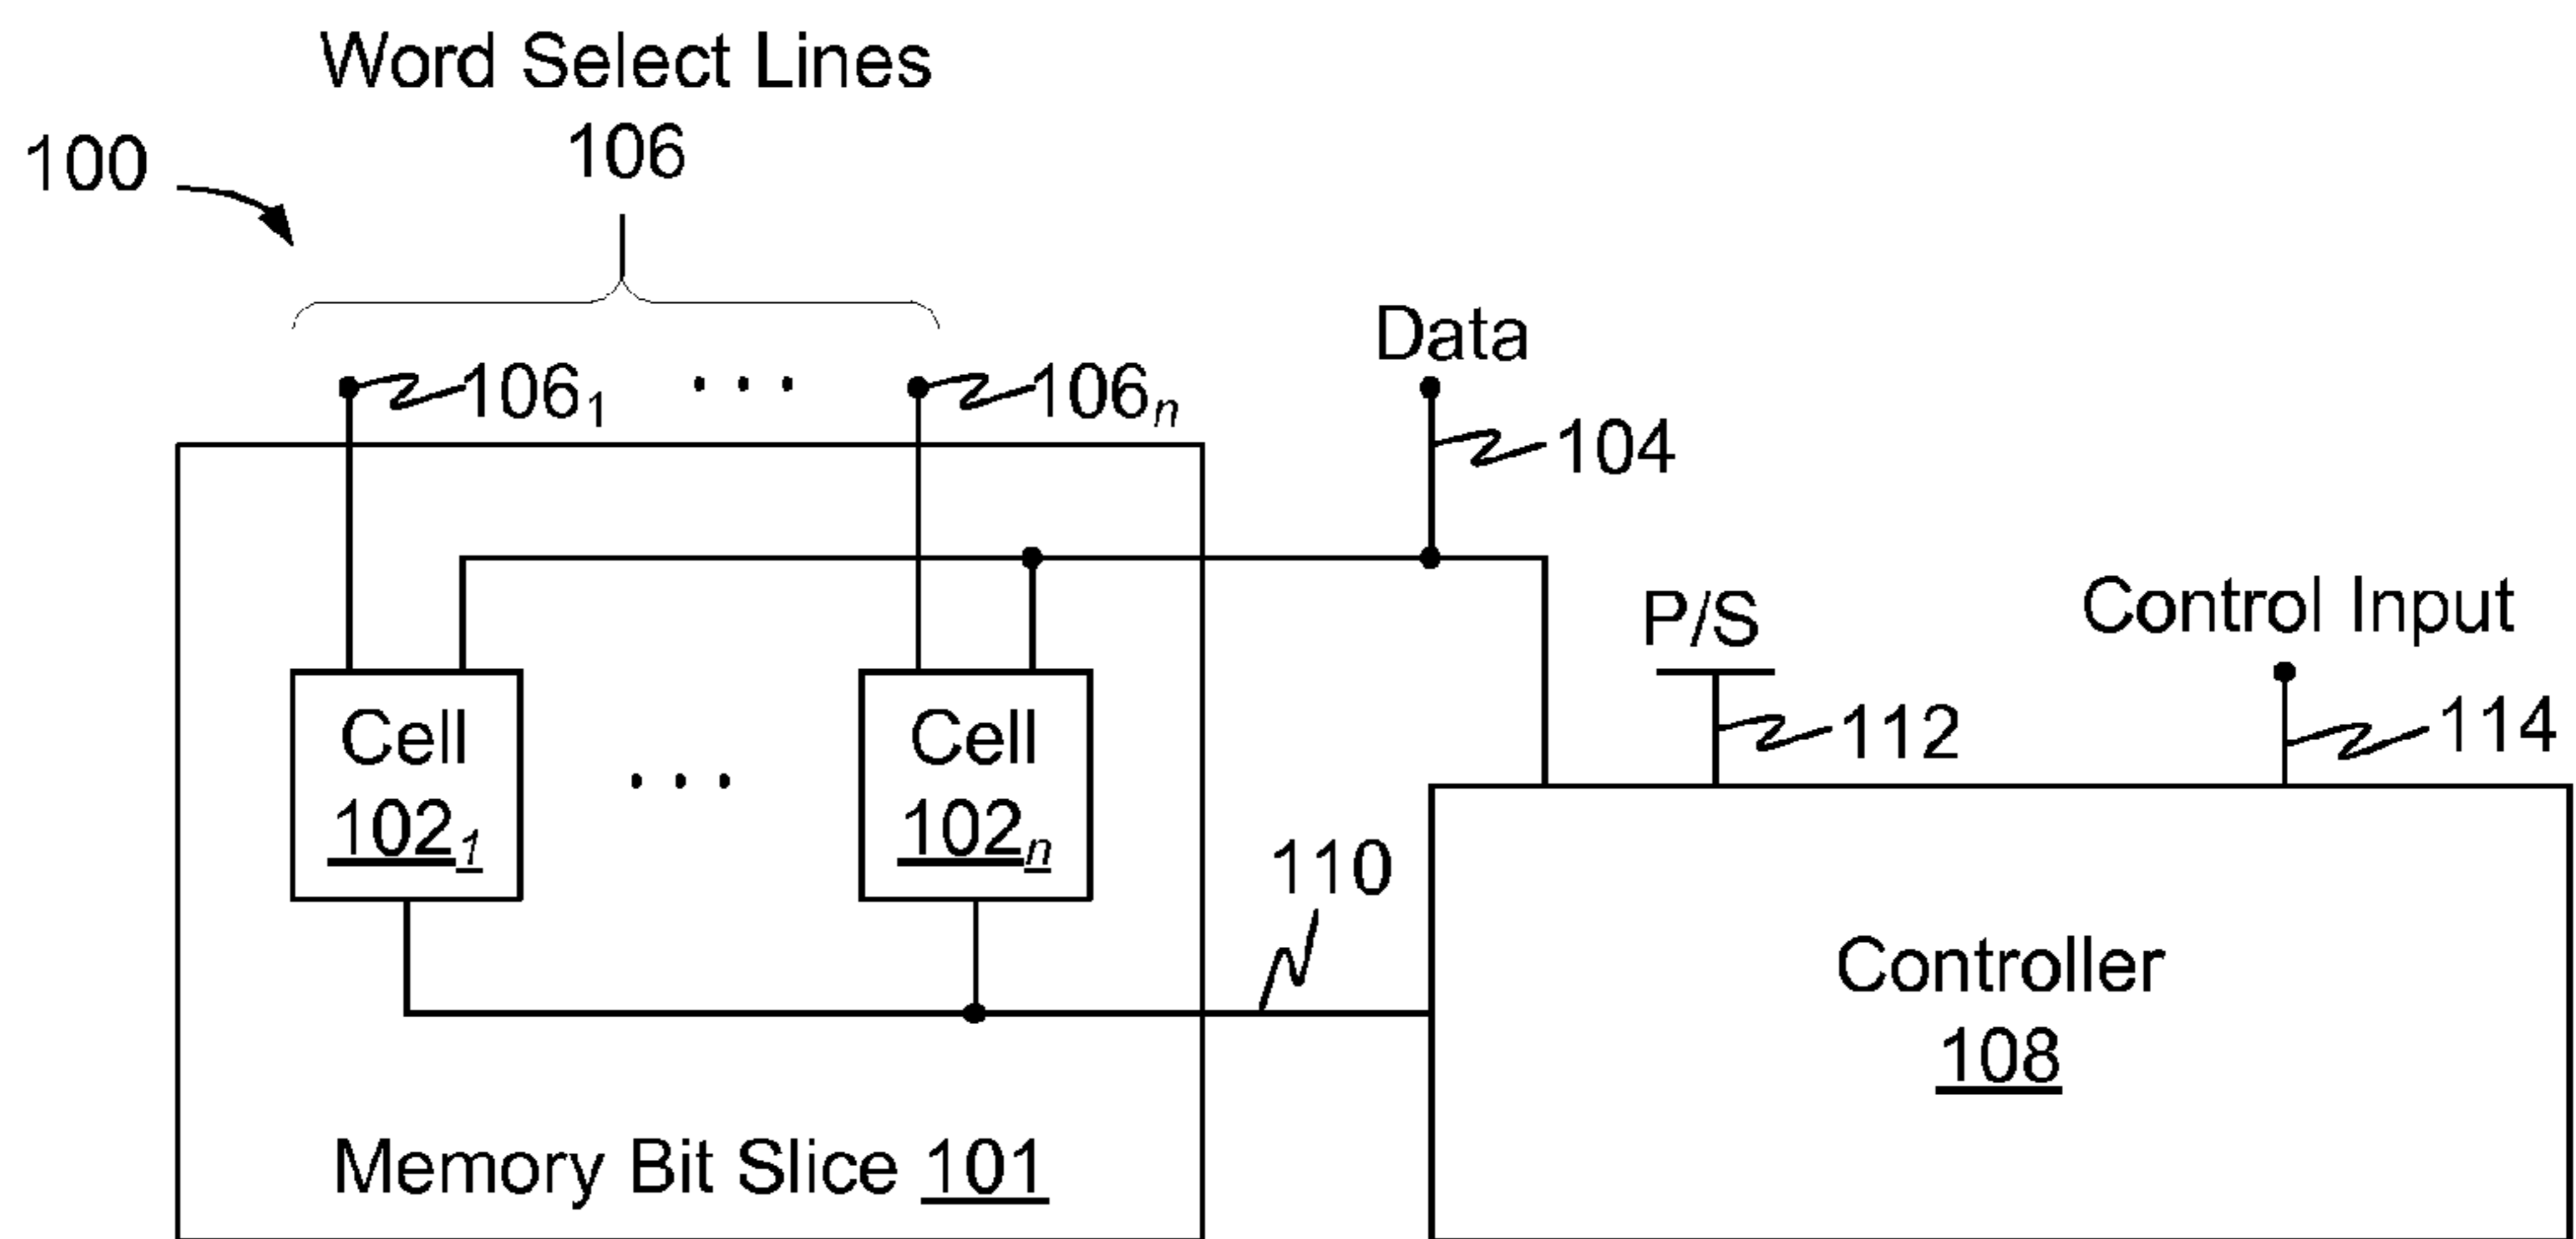 Word Select Lines
106
100
106₁ ... 106ₙ
Data
104
P/S
112
Control Input
114
Cell
102₁
...
Cell
102ₙ
110
Controller
108
Memory Bit Slice 101